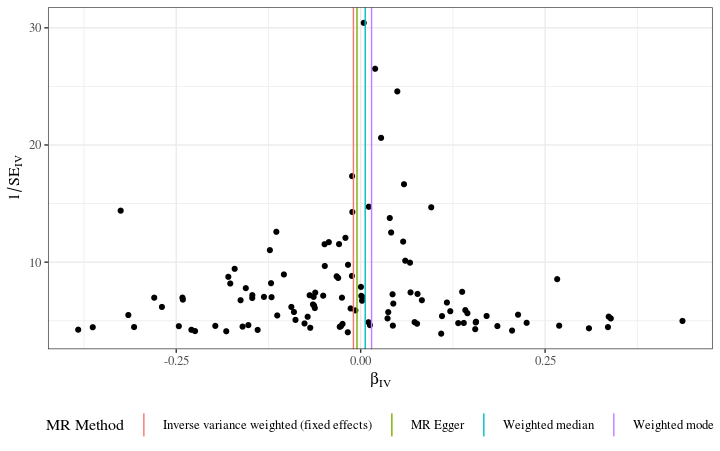 30
20
10
1/SE_IV
-0.25
0.00
0.25
β_IV
MR Method Inverse variance weighted (fixed effects) MR Egger Weighted median Weighted mode